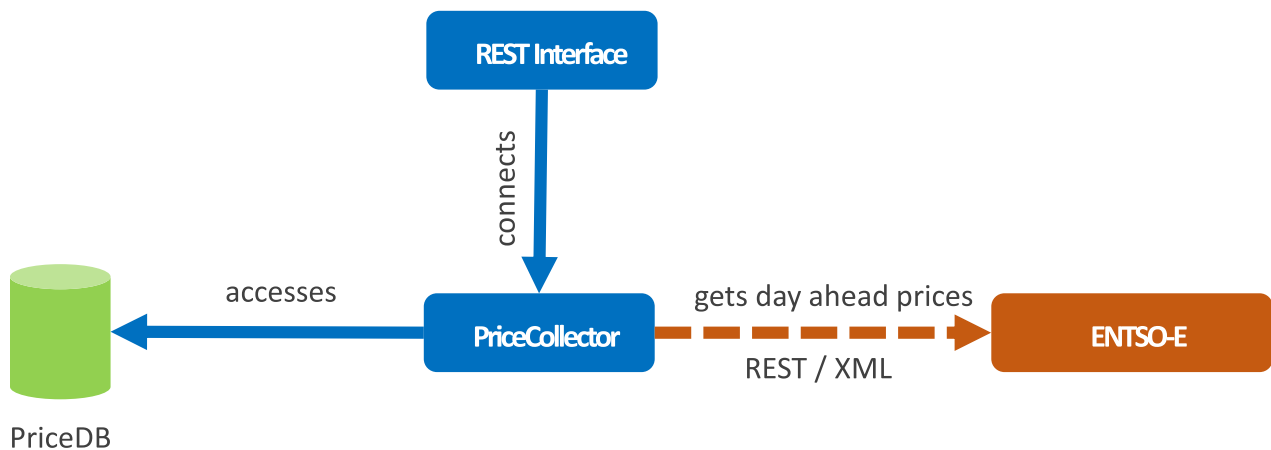 REST Interface
connects
accesses
gets day ahead prices
PriceCollector
ENTSO-E
REST / XML
PriceDB